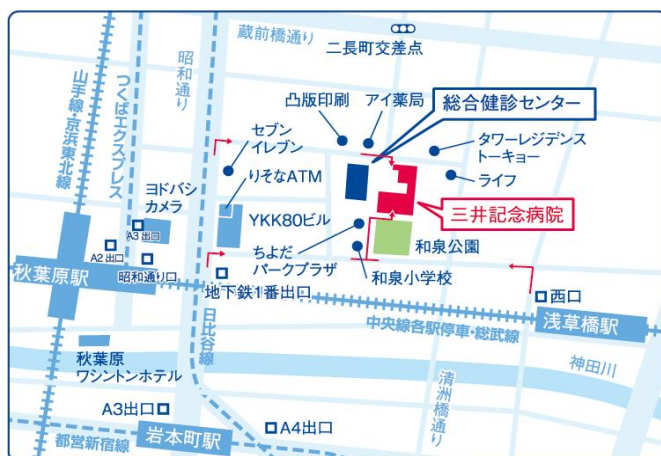 蔵前橋通り
二長町交差点
昭和通り
つくばエクスプレス
山手線・京浜東北線
凸版印刷
アイ薬局
総合健診センター
セブン
イレブン
タワーレジデンス
トーキョー
りそなATM
ライフ
ヨドバシ
カメラ
YKK80ビル
三井記念病院
A3 出口
ちよだ
パークプラザ
和泉公園
A2 出口
和泉小学校
秋葉原駅
昭和通り口
地下鉄1番出口
西口
中央線各駅停車・総武線
浅草橋駅
日比谷線
秋葉原
ワシントンホテル
神田川
清洲橋通り
A3出口
A4出口
岩本町駅
都営新宿線